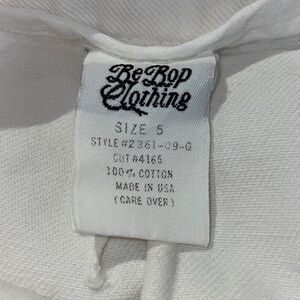 Be Bop
Clothing
SIZE 5
STYLE #2361-09-G
CUT #4165
100% COTTON
MADE IN USA
(CARE OVER)